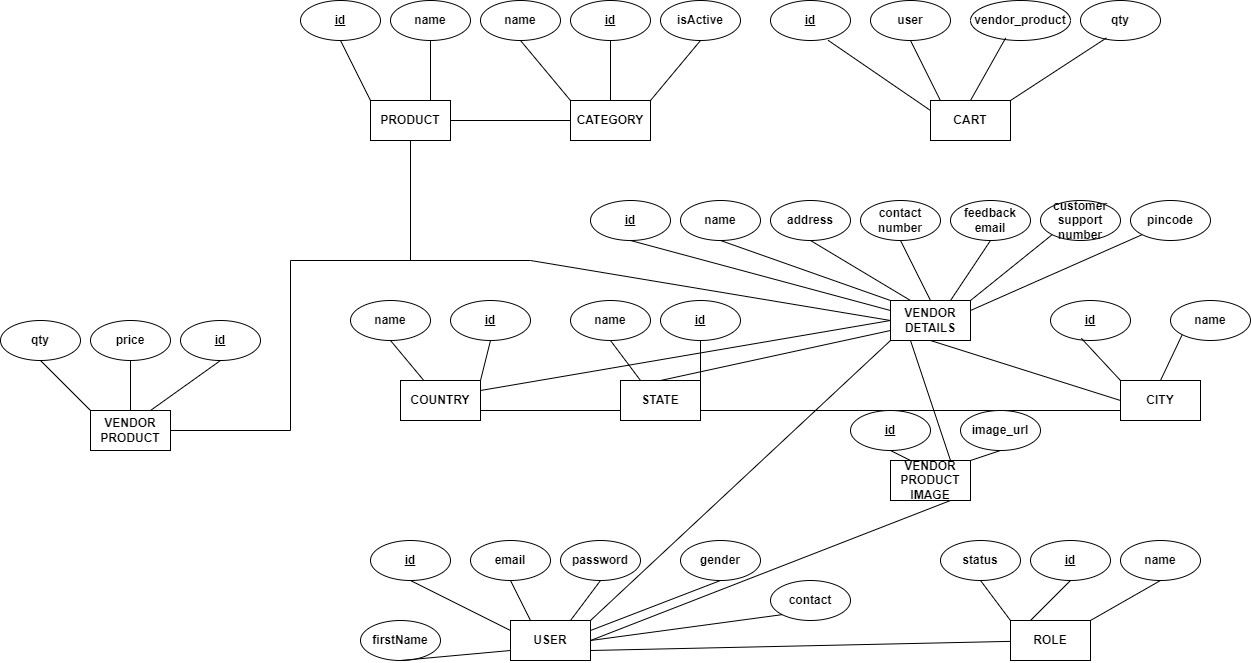 id
name
name
id
isActive
id
user
vendor_product
qty
PRODUCT
CATEGORY
CART
id
name
address
contact
number
feedback
email
customer
support
number
pincode
name
id
name
id
VENDOR
DETAILS
id
name
qty
price
id
COUNTRY
STATE
CITY
VENDOR
PRODUCT
id
image_url
VENDOR
PRODUCT
IMAGE
id
email
password
gender
status
id
name
contact
firstName
USER
ROLE